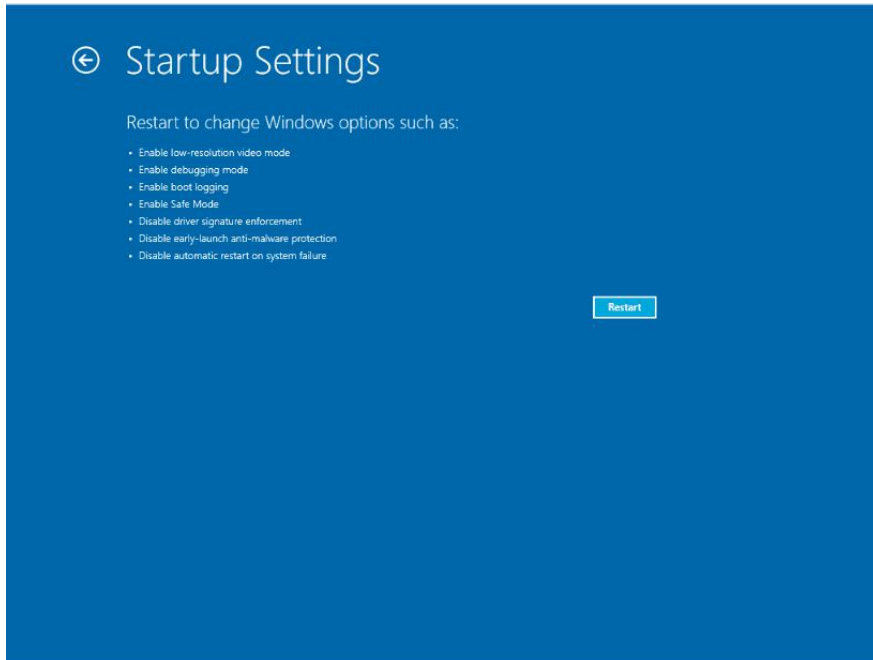 Startup Settings
Restart to change Windows options such as:
• Enable low-resolution video mode
• Enable debugging mode
• Enable boot logging
• Enable Safe Mode
• Disable driver signature enforcement
• Disable early-launch anti-malware protection
• Disable automatic restart on system failure
Restart